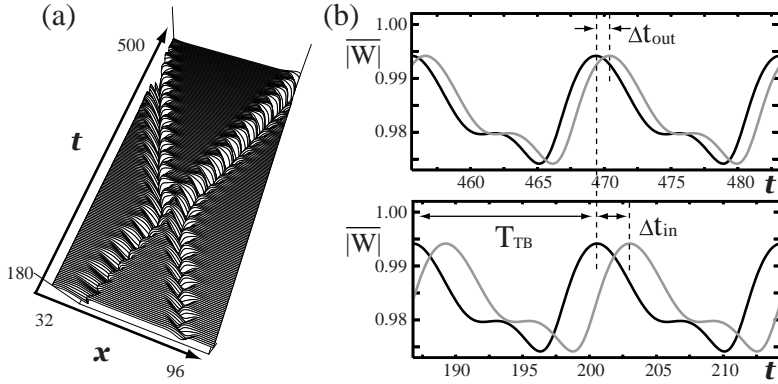 (a)
500
t
180
32
x
96
(b)
1.00
|W|
0.99
0.98
Δt_out
460
465
470
475
480
t
1.00
|W|
0.99
0.98
T_TB
Δt_in
190
195
200
205
210
t